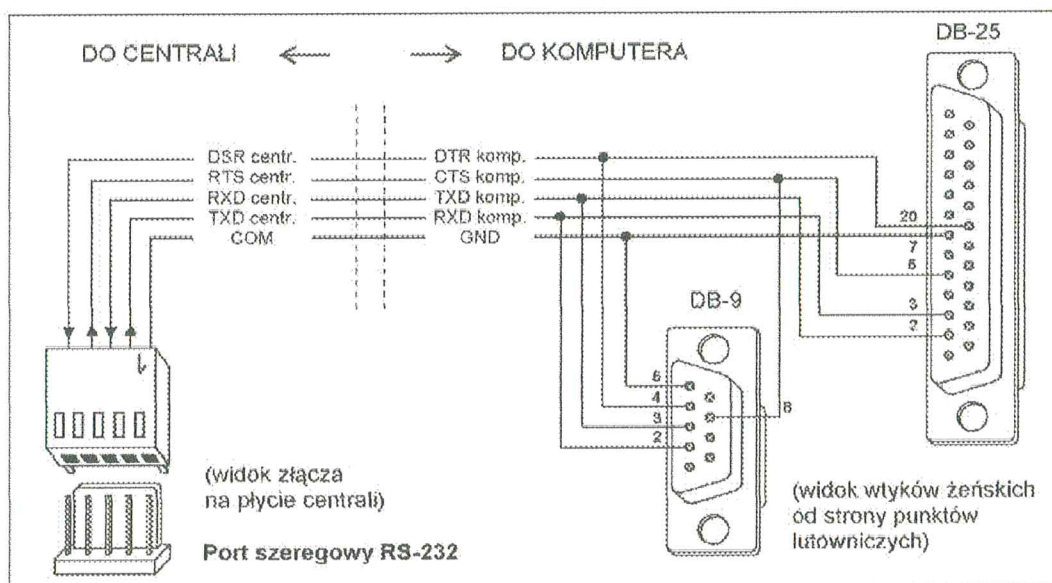 DB-25
DO CENTRALI
DO KOMPUTERA
DSR centr.
DTR komp.
RTS centr.
CTS komp.
RXD centr.
TXD komp.
TXD centr.
RXD komp.
COM
GND
20
7
5
3
2
DB-9
5
4
3
2
8
(widok złącza
na płycie centrali)
Port szeregowy RS-232
(widok wtyków żeńskich
od strony punktów
lutowniczych)